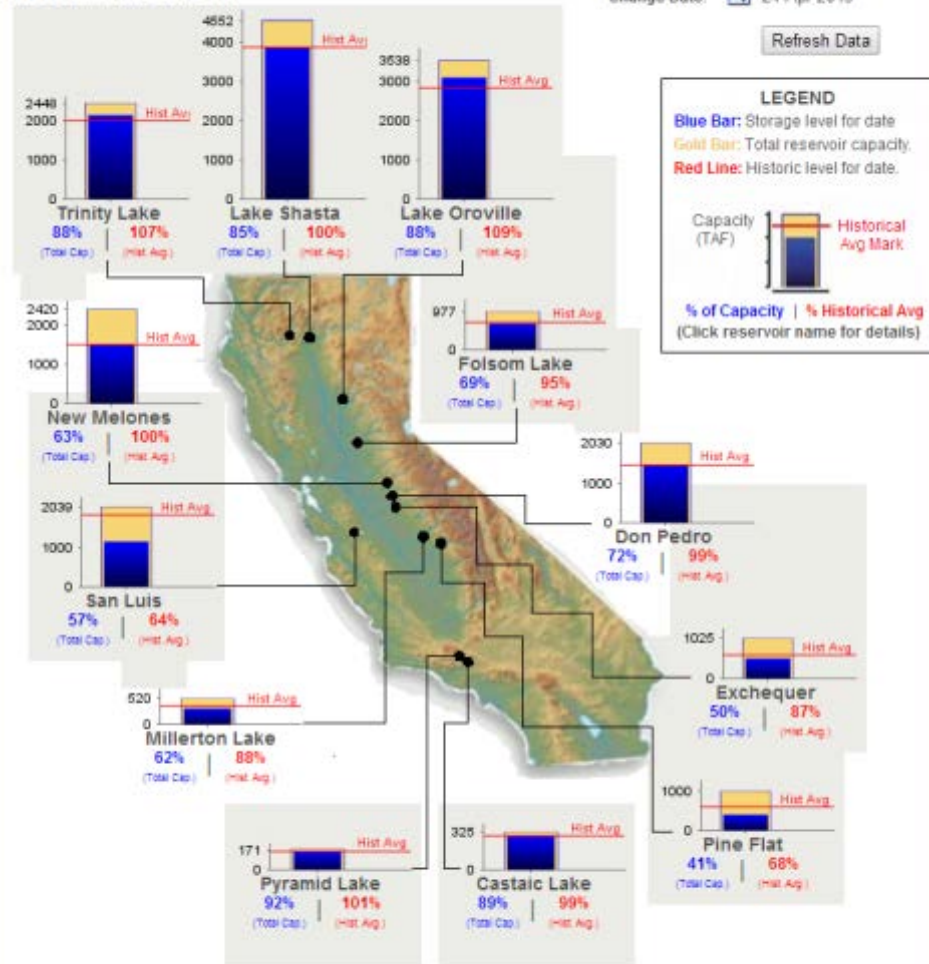 Refresh Data
LEGEND
Blue Bar: Storage level for date
Gold Bar: Total reservoir capacity.
Red Line: Historic level for date.
Capacity
(TAF)
Historical
Avg Mark
% of Capacity | % Historical Avg
(Click reservoir name for details)
2448
2000
1000
0
Hist Avg
Trinity Lake
88% | 107%
(Total Cap.) (Hist. Avg.)
4552
4000
3000
2000
1000
0
Hist Avg
Lake Shasta
85% | 100%
(Total Cap.) (Hist. Avg.)
3538
3000
2000
1000
0
Hist Avg
Lake Oroville
88% | 109%
(Total Cap.) (Hist. Avg.)
2420
2000
1000
0
Hist Avg
New Melones
63% | 100%
(Total Cap.) (Hist. Avg.)
977
0
Hist Avg
Folsom Lake
69% | 95%
(Total Cap.) (Hist. Avg.)
2039
1000
0
Hist Avg
San Luis
57% | 64%
(Total Cap.) (Hist. Avg.)
2030
1000
0
Hist Avg
Don Pedro
72% | 99%
(Total Cap.) (Hist. Avg.)
1025
0
Hist Avg
Exchequer
50% | 87%
(Total Cap.) (Hist. Avg.)
520
0
Hist Avg
Millerton Lake
62% | 88%
(Total Cap.) (Hist. Avg.)
1000
0
Hist Avg
Pine Flat
41% | 68%
(Total Cap.) (Hist. Avg.)
171
0
Hist Avg
Pyramid Lake
92% | 101%
(Total Cap.) (Hist. Avg.)
325
0
Hist Avg
Castaic Lake
89% | 99%
(Total Cap.) (Hist. Avg.)